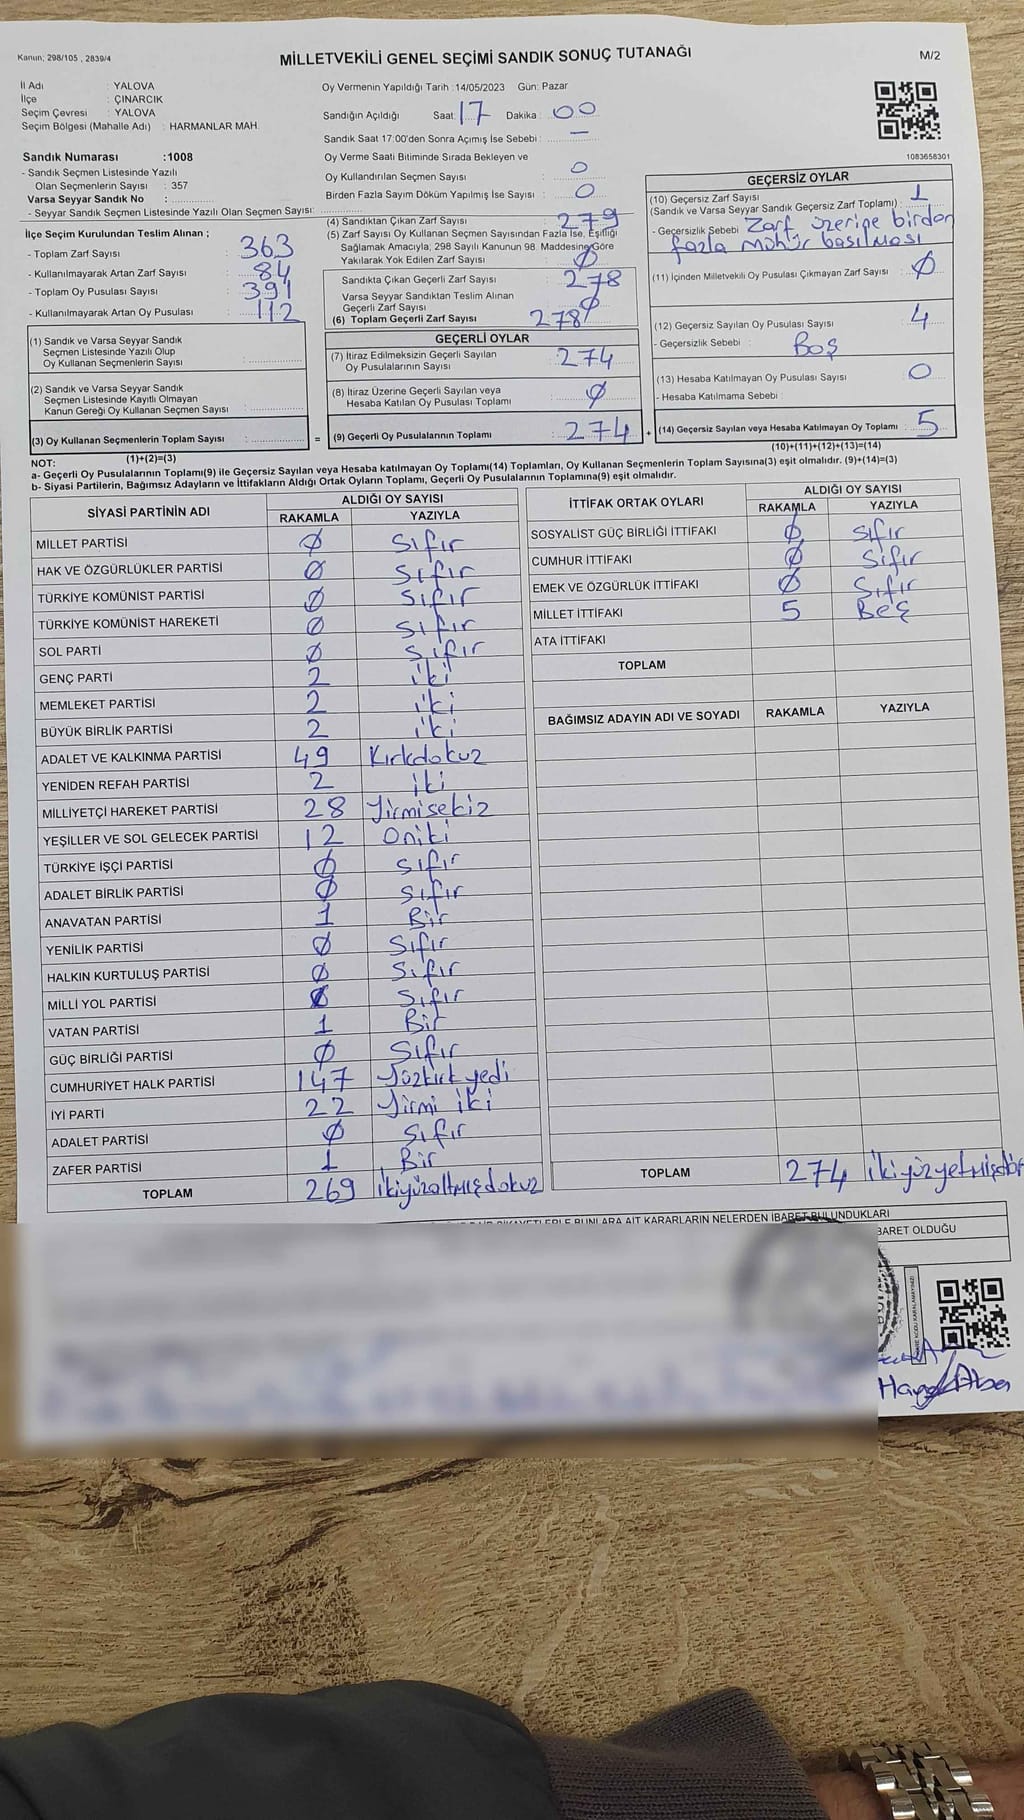 Kanun; 298/105 , 2839/4
MİLLETVEKİLİ GENEL SEÇİMİ SANDIK SONUÇ TUTANAĞI
M/2
İl Adı : YALOVA
İlçe : ÇINARCIK
Seçim Çevresi : YALOVA
Seçim Bölgesi (Mahalle Adı) : HARMANLAR MAH.
Oy Vermenin Yapıldığı Tarih :14/05/2023 Gün: Pazar
Sandığın Açıldığı Saat: 17 Dakika : 00
Sandık Saat 17:00'den Sonra Açımış İse Sebebi : —
Sandık Numarası :1008
- Sandık Seçmen Listesinde Yazılı
Olan Seçmenlerin Sayısı : 357
Varsa Seyyar Sandık No :
- Seyyar Sandık Seçmen Listesinde Yazılı Olan Seçmen Sayısı:
Oy Verme Saati Bitiminde Sırada Bekleyen ve
Oy Kullandırılan Seçmen Sayısı : 0
Birden Fazla Sayım Döküm Yapılmış İse Sayısı : 0
1083658301
İlçe Seçim Kurulundan Teslim Alınan ;
- Toplam Zarf Sayısı : 363
- Kullanılmayarak Artan Zarf Sayısı : 84
- Toplam Oy Pusulası Sayısı : 391
- Kullanılmayarak Artan Oy Pusulası : 112
(4) Sandıktan Çıkan Zarf Sayısı : 279
(5) Zarf Sayısı Oy Kullanan Seçmen Sayısından Fazla İse, Eşitliği
Sağlamak Amacıyla; 298 Sayılı Kanunun 98. Maddesine Göre
Yakılarak Yok Edilen Zarf Sayısı : Ø
Sandıkta Çıkan Geçerli Zarf Sayısı : 278
Varsa Seyyar Sandıktan Teslim Alınan
Geçerli Zarf Sayısı : Ø
(6) Toplam Geçerli Zarf Sayısı : 278
GEÇERSİZ OYLAR
(10) Geçersiz Zarf Sayısı
(Sandık ve Varsa Seyyar Sandık Geçersiz Zarf Toplamı) : 1
- Geçersizlik Sebebi Zarf üzerine birden
fazla mühür basılması
(11) İçinden Milletvekili Oy Pusulası Çıkmayan Zarf Sayısı : Ø
(12) Geçersiz Sayılan Oy Pusulası Sayısı : 4
- Geçersizlik Sebebi : Boş
(13) Hesaba Katılmayan Oy Pusulası Sayısı : 0
- Hesaba Katılmama Sebebi :
(14) Geçersiz Sayılan veya Hesaba Katılmayan Oy Toplamı : 5
(10)+(11)+(12)+(13)=(14)
(1) Sandık ve Varsa Seyyar Sandık
Seçmen Listesinde Yazılı Olup
Oy Kullanan Seçmenlerin Sayısı :
(2) Sandık ve Varsa Seyyar Sandık
Seçmen Listesinde Kayıtlı Olmayan
Kanun Gereği Oy Kullanan Seçmen Sayısı :
(3) Oy Kullanan Seçmenlerin Toplam Sayısı :
(1)+(2)=(3)
=
GEÇERLİ OYLAR
(7) İtiraz Edilmeksizin Geçerli Sayılan
Oy Pusulalarının Sayısı : 274
(8) İtiraz Üzerine Geçerli Sayılan veya
Hesaba Katılan Oy Pusulası Toplamı : Ø
(9) Geçerli Oy Pusulalarının Toplamı : 274
+
NOT:
a- Geçerli Oy Pusulalarının Toplamı(9) ile Geçersiz Sayılan veya Hesaba katılmayan Oy Toplamı(14) Toplamları, Oy Kullanan Seçmenlerin Toplam Sayısına(3) eşit olmalıdır. (9)+(14)=(3)
b- Siyasi Partilerin, Bağımsız Adayların ve İttifakların Aldığı Ortak Oyların Toplamı, Geçerli Oy Pusulalarının Toplamına(9) eşit olmalıdır.
SİYASİ PARTİNİN ADI ALDIĞI OY SAYISI
RAKAMLA YAZIYLA
MİLLET PARTİSİ Ø Sıfır
HAK VE ÖZGÜRLÜKLER PARTİSİ Ø Sıfır
TÜRKİYE KOMÜNİST PARTİSİ Ø Sıfır
TÜRKİYE KOMÜNİST HAREKETİ Ø Sıfır
SOL PARTİ Ø Sıfır
GENÇ PARTİ 2 iki
MEMLEKET PARTİSİ 2 iki
BÜYÜK BİRLİK PARTİSİ 2 iki
ADALET VE KALKINMA PARTİSİ 49 Kırkdokuz
YENİDEN REFAH PARTİSİ 2 iki
MİLLİYETÇİ HAREKET PARTİSİ 28 Yirmisekiz
YEŞİLLER VE SOL GELECEK PARTİSİ 12 Oniki
TÜRKİYE İŞÇİ PARTİSİ Ø Sıfır
ADALET BİRLİK PARTİSİ Ø Sıfır
ANAVATAN PARTİSİ 1 Bir
YENİLİK PARTİSİ Ø Sıfır
HALKIN KURTULUŞ PARTİSİ Ø Sıfır
MİLLİ YOL PARTİSİ Ø Sıfır
VATAN PARTİSİ 1 Bir
GÜÇ BİRLİĞİ PARTİSİ Ø Sıfır
CUMHURİYET HALK PARTİSİ 147 Yüzkırkyedi
İYİ PARTİ 22 Yirmi iki
ADALET PARTİSİ Ø Sıfır
ZAFER PARTİSİ 1 Bir
TOPLAM 269 ikiyüzaltmışdokuz
İTTİFAK ORTAK OYLARI ALDIĞI OY SAYISI
RAKAMLA YAZIYLA
SOSYALİST GÜÇ BİRLİĞİ İTTİFAKI Ø Sıfır
CUMHUR İTTİFAKI Ø Sıfır
EMEK VE ÖZGÜRLÜK İTTİFAKI Ø Sıfır
MİLLET İTTİFAKI 5 Beş
ATA İTTİFAKI
TOPLAM
BAĞIMSIZ ADAYIN ADI VE SOYADI RAKAMLA YAZIYLA
TOPLAM 274 ikiyüzyetmişdör
BUNLARA AİT KARARLARIN NELERDEN İBARET BULUNDUKLARI
BARET OLDUĞU